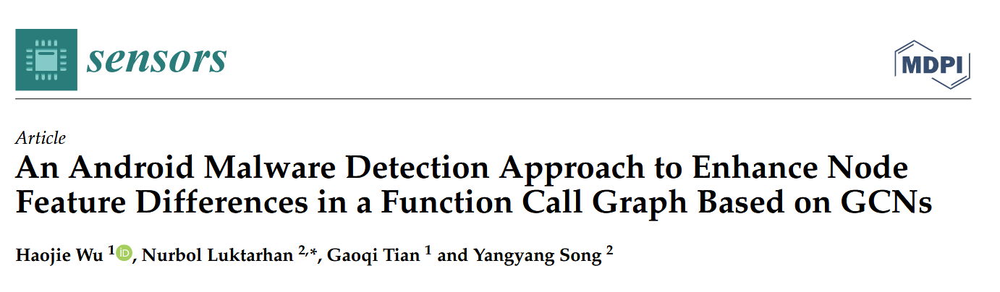 sensors
MDPI
Article
An Android Malware Detection Approach to Enhance Node
Feature Differences in a Function Call Graph Based on GCNs
Haojie Wu 1 iD, Nurbol Luktarhan 2,*, Gaoqi Tian 1 and Yangyang Song 2